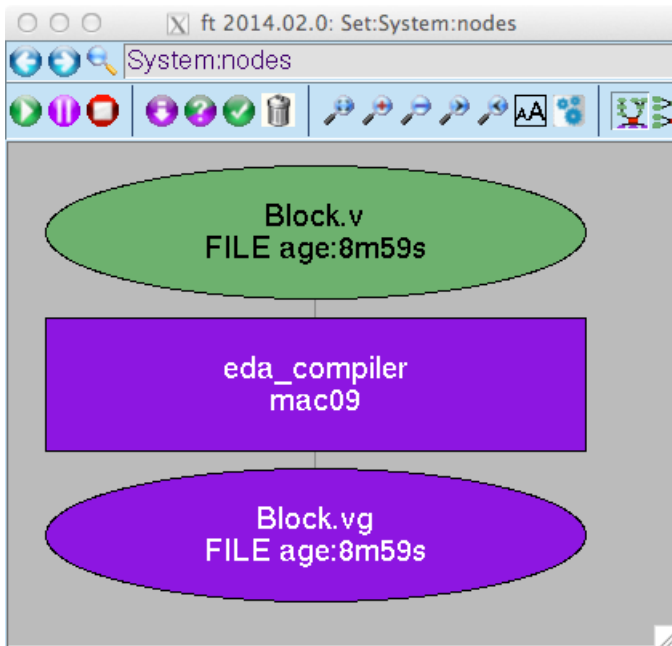 ft 2014.02.0: Set:System:nodes
System:nodes
AA
Block.v
FILE age:8m59s
eda_compiler
mac09
Block.vg
FILE age:8m59s